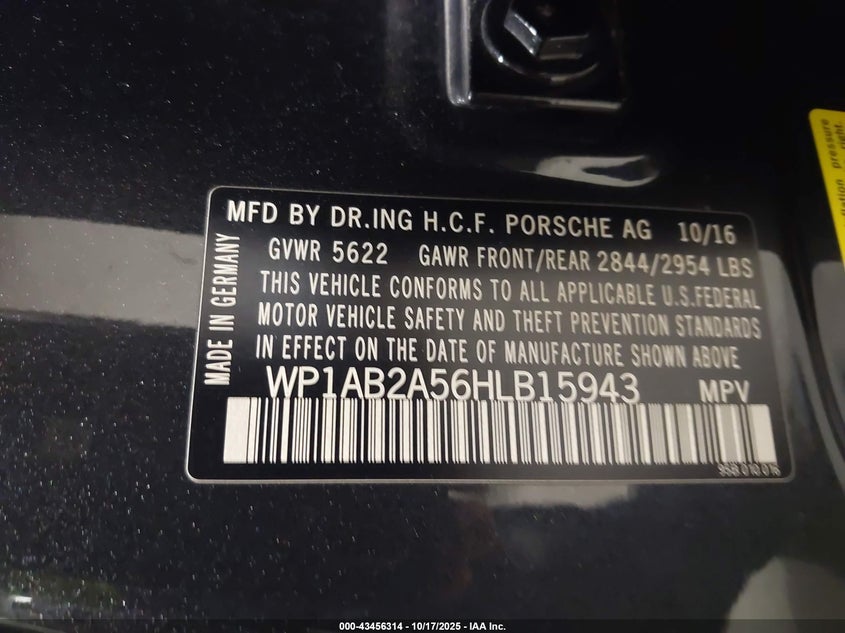 MFD BY DR.ING H.C.F. PORSCHE AG 10/16
GVWR 5622 GAWR FRONT/REAR 2844/2954 LBS
THIS VEHICLE CONFORMS TO ALL APPLICABLE U.S.FEDERAL
MOTOR VEHICLE SAFETY AND THEFT PREVENTION STANDARDS
IN EFFECT ON THE DATE OF MANUFACTURE SHOWN ABOVE
WP1AB2A56HLB15943 MPV
MADE IN GERMANY
pressure
right.
000-43456314 - 10/17/2025 - IAA Inc.